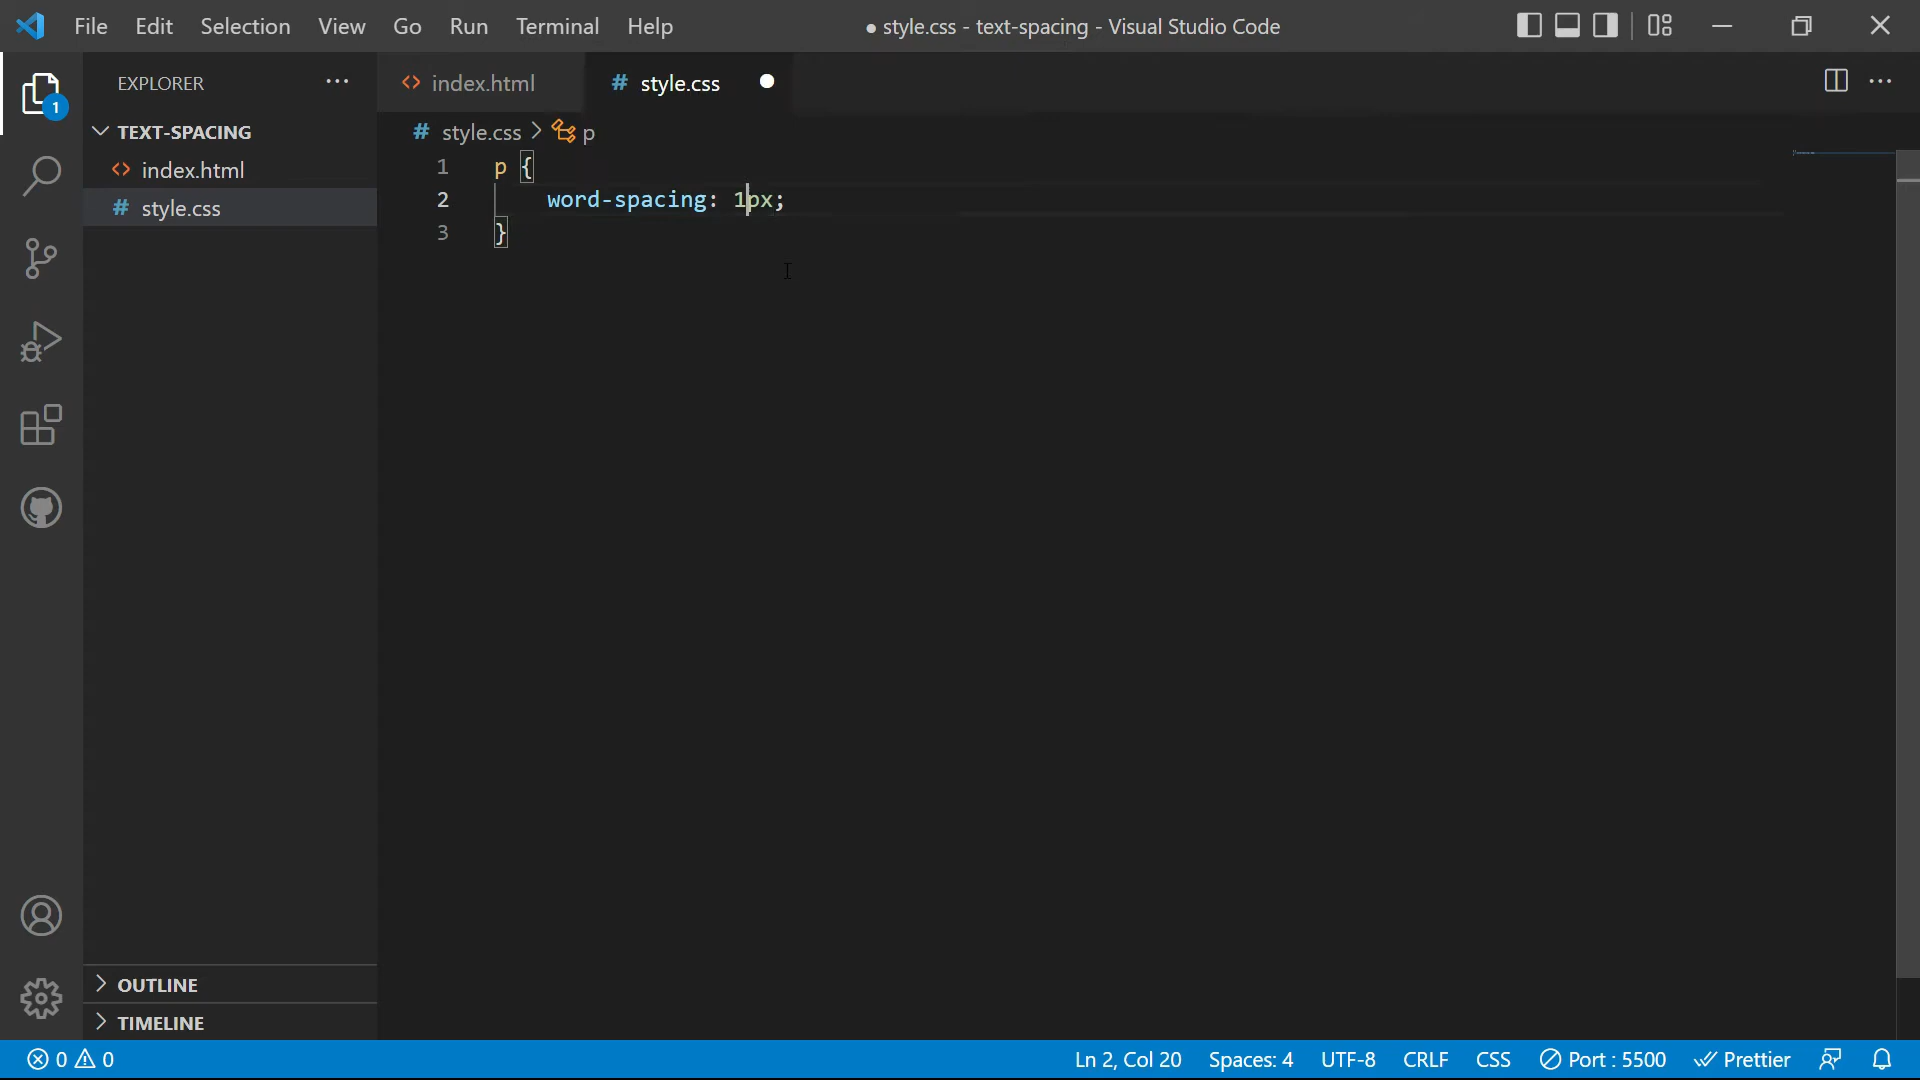 File Edit Selection View Go Run Terminal Help
● style.css - text-spacing - Visual Studio Code
1
EXPLORER ···
TEXT-SPACING
<> index.html
# style.css
OUTLINE
TIMELINE
<> index.html
# style.css ●
# style.css > p
1 p {
2 word-spacing: 1px;
3 }
0 0
Ln 2, Col 20 Spaces: 4 UTF-8 CRLF CSS Port : 5500 Prettier